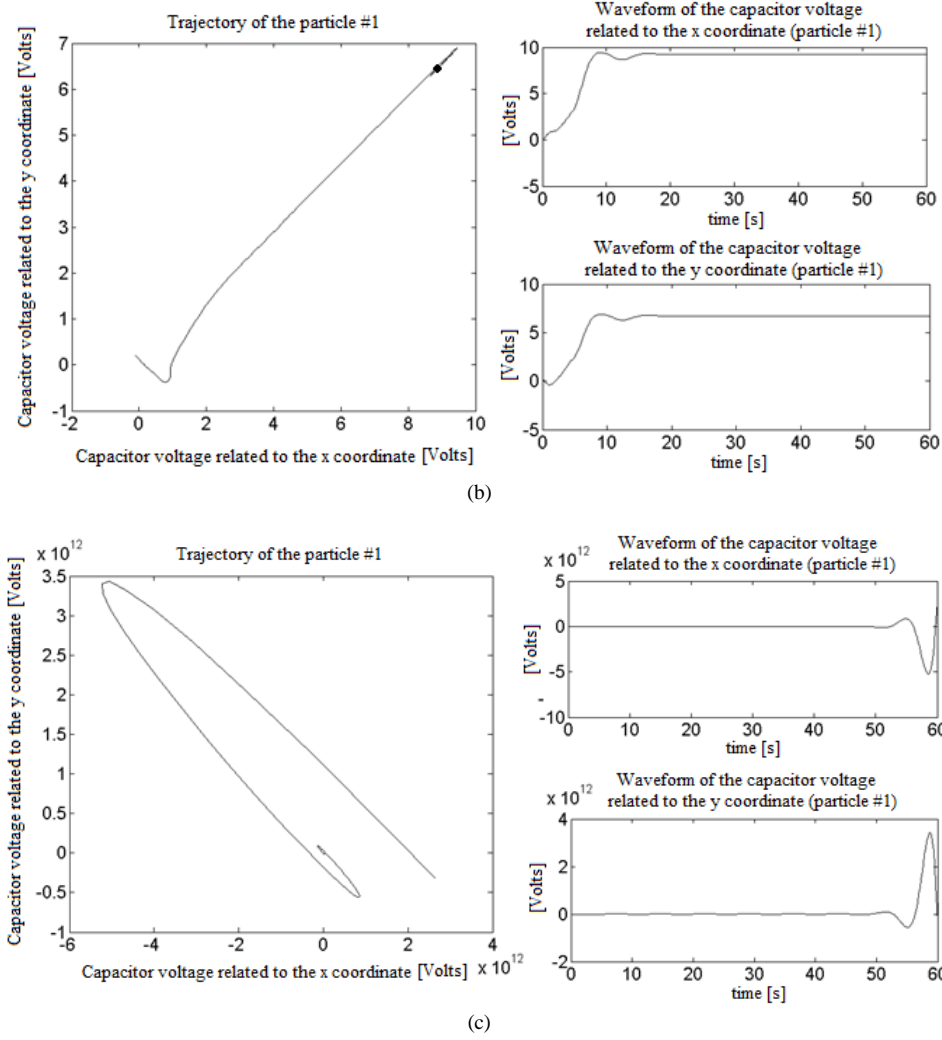 Trajectory of the particle #1
Capacitor voltage related to the y coordinate [Volts]
7
6
5
4
3
2
1
0
-1
-2
0
2
4
6
8
10
Capacitor voltage related to the x coordinate [Volts]
Waveform of the capacitor voltage
related to the x coordinate (particle #1)
[Volts]
10
5
0
-5
0
10
20
30
40
50
60
time [s]
Waveform of the capacitor voltage
related to the y coordinate (particle #1)
[Volts]
10
5
0
-5
0
10
20
30
40
50
60
time [s]
(b)
x 10^12
Trajectory of the particle #1
Capacitor voltage related to the y coordinate [Volts]
3.5
3
2.5
2
1.5
1
0.5
0
-0.5
-1
-6
-4
-2
0
2
4
Capacitor voltage related to the x coordinate [Volts] x 10^12
Waveform of the capacitor voltage
related to the x coordinate (particle #1)
x 10^12
[Volts]
5
0
-5
-10
0
10
20
30
40
50
60
time [s]
Waveform of the capacitor voltage
related to the y coordinate (particle #1)
x 10^12
[Volts]
4
2
0
-2
0
10
20
30
40
50
60
time [s]
(c)